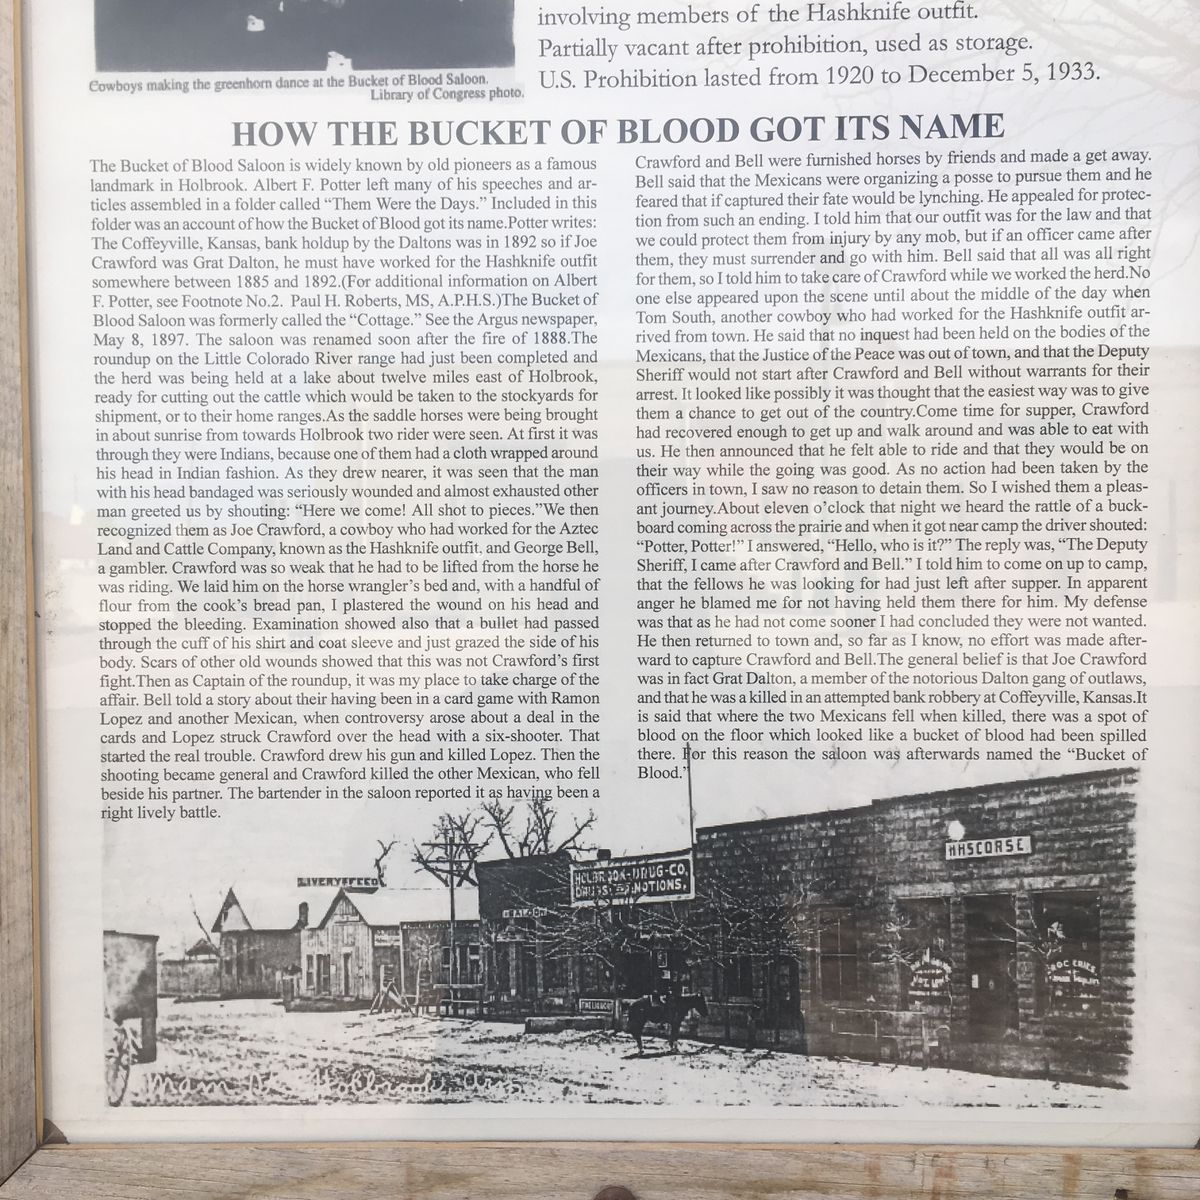 involving members of the Hashknife outfit.
Partially vacant after prohibition, used as storage.
U.S. Prohibition lasted from 1920 to December 5, 1933.
Cowboys making the greenhorn dance at the Bucket of Blood Saloon.
Library of Congress photo.
HOW THE BUCKET OF BLOOD GOT ITS NAME
The Bucket of Blood Saloon is widely known by old pioneers as a famous
landmark in Holbrook. Albert F. Potter left many of his speeches and ar-
ticles assembled in a folder called “Them Were the Days.” Included in this
folder was an account of how the Bucket of Blood got its name.Potter writes:
The Coffeyville, Kansas, bank holdup by the Daltons was in 1892 so if Joe
Crawford was Grat Dalton, he must have worked for the Hashknife outfit
somewhere between 1885 and 1892.(For additional information on Albert
F. Potter, see Footnote No.2. Paul H. Roberts, MS, A.P.H.S.)The Bucket of
Blood Saloon was formerly called the “Cottage.” See the Argus newspaper,
May 8, 1897. The saloon was renamed soon after the fire of 1888.The
roundup on the Little Colorado River range had just been completed and
the herd was being held at a lake about twelve miles east of Holbrook,
ready for cutting out the cattle which would be taken to the stockyards for
shipment, or to their home ranges.As the saddle horses were being brought
in about sunrise from towards Holbrook two rider were seen. At first it was
through they were Indians, because one of them had a cloth wrapped around
his head in Indian fashion. As they drew nearer, it was seen that the man
with his head bandaged was seriously wounded and almost exhausted other
man greeted us by shouting: “Here we come! All shot to pieces.”We then
recognized them as Joe Crawford, a cowboy who had worked for the Aztec
Land and Cattle Company, known as the Hashknife outfit, and George Bell,
a gambler. Crawford was so weak that he had to be lifted from the horse he
was riding. We laid him on the horse wrangler’s bed and, with a handful of
flour from the cook’s bread pan, I plastered the wound on his head and
stopped the bleeding. Examination showed also that a bullet had passed
through the cuff of his shirt and coat sleeve and just grazed the side of his
body. Scars of other old wounds showed that this was not Crawford’s first
fight.Then as Captain of the roundup, it was my place to take charge of the
affair. Bell told a story about their having been in a card game with Ramon
Lopez and another Mexican, when controversy arose about a deal in the
cards and Lopez struck Crawford over the head with a six-shooter. That
started the real trouble. Crawford drew his gun and killed Lopez. Then the
shooting became general and Crawford killed the other Mexican, who fell
beside his partner. The bartender in the saloon reported it as having been a
right lively battle.
Crawford and Bell were furnished horses by friends and made a get away.
Bell said that the Mexicans were organizing a posse to pursue them and he
feared that if captured their fate would be lynching. He appealed for protec-
tion from such an ending. I told him that our outfit was for the law and that
we could protect them from injury by any mob, but if an officer came after
them, they must surrender and go with him. Bell said that all was all right
for them, so I told him to take care of Crawford while we worked the herd.No
one else appeared upon the scene until about the middle of the day when
Tom South, another cowboy who had worked for the Hashknife outfit ar-
rived from town. He said that no inquest had been held on the bodies of the
Mexicans, that the Justice of the Peace was out of town, and that the Deputy
Sheriff would not start after Crawford and Bell without warrants for their
arrest. It looked like possibly it was thought that the easiest way was to give
them a chance to get out of the country.Come time for supper, Crawford
had recovered enough to get up and walk around and was able to eat with
us. He then announced that he felt able to ride and that they would be on
their way while the going was good. As no action had been taken by the
officers in town, I saw no reason to detain them. So I wished them a pleas-
ant journey.About eleven o’clock that night we heard the rattle of a buck-
board coming across the prairie and when it got near camp the driver shouted:
“Potter, Potter!” I answered, “Hello, who is it?” The reply was, “The Deputy
Sheriff, I came after Crawford and Bell.” I told him to come on up to camp,
that the fellows he was looking for had just left after supper. In apparent
anger he blamed me for not having held them there for him. My defense
was that as he had not come sooner I had concluded they were not wanted.
He then returned to town and, so far as I know, no effort was made after-
ward to capture Crawford and Bell.The general belief is that Joe Crawford
was in fact Grat Dalton, a member of the notorious Dalton gang of outlaws,
and that he was a killed in an attempted bank robbery at Coffeyville, Kansas.It
is said that where the two Mexicans fell when killed, there was a spot of
blood on the floor which looked like a bucket of blood had been spilled
there. For this reason the saloon was afterwards named the “Bucket of
Blood.”
LIVERY&FEED
SALOON
HOLBROOK-DRUG-CO.
DRUGS NOTIONS.
H.H.SCORSE
GROCERIES
Main St. Holbrook, Ariz